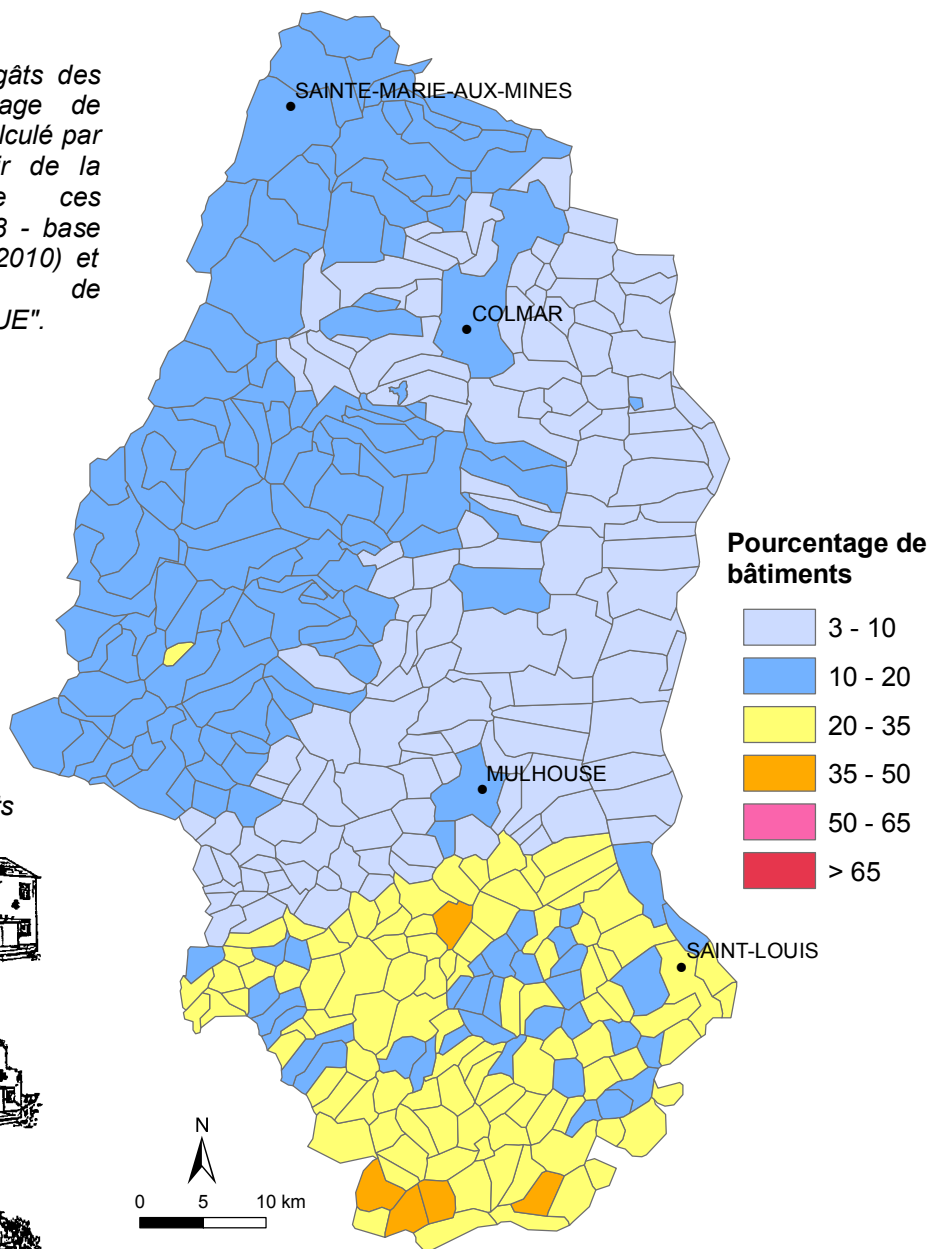 gâts des
age de
lculé par
ir de la
e ces
3 - base
2010) et
de
UE".
SAINTE-MARIE-AUX-MINES
COLMAR
MULHOUSE
SAINT-LOUIS
Pourcentage de
bâtiments
3 - 10
10 - 20
20 - 35
35 - 50
50 - 65
> 65
ts
N
0 5 10 km